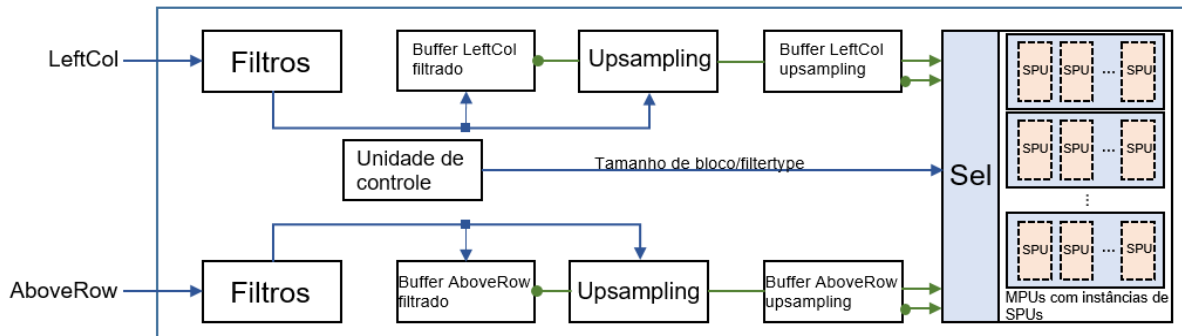 LeftCol
Filtros
Buffer LeftCol
filtrado
Upsampling
Buffer LeftCol
upsampling
SPU SPU ... SPU
Unidade de
controle
Tamanho de bloco/filtertype
Sel
SPU SPU ... SPU
...
SPU SPU ... SPU
AboveRow
Filtros
Buffer AboveRow
filtrado
Upsampling
Buffer AboveRow
upsampling
MPUs com instâncias de
SPUs